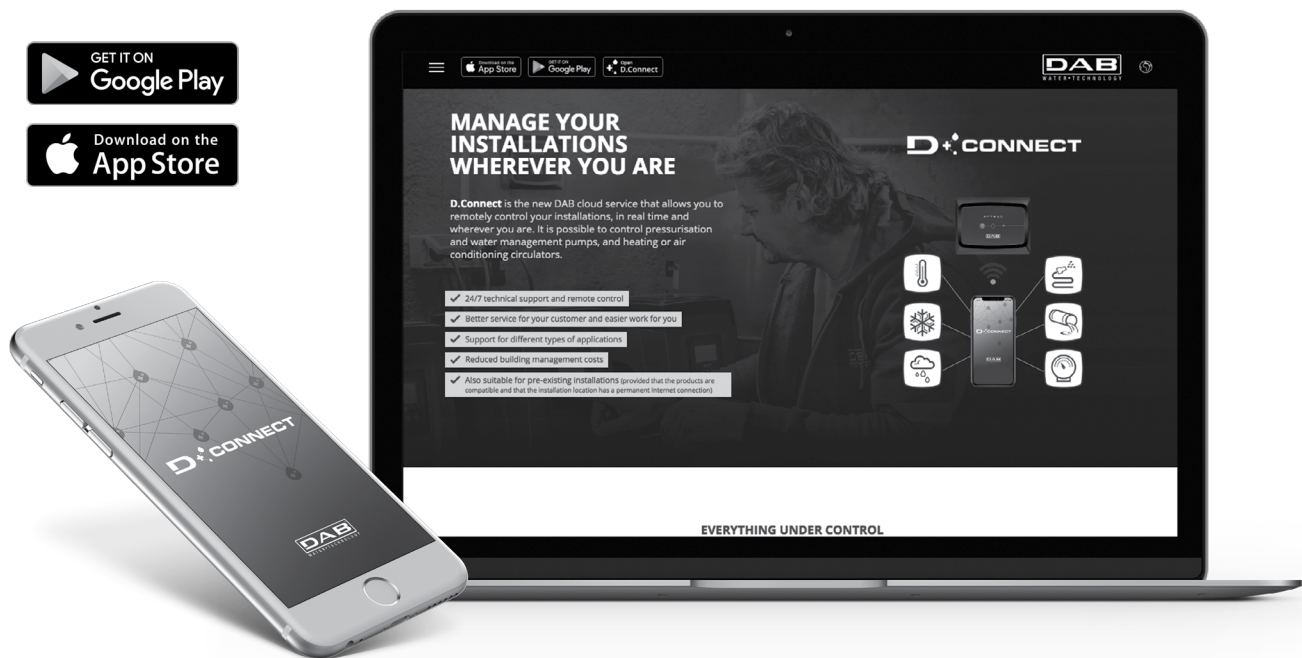 GET IT ON
Google Play
Download on the
App Store
Download on the
App Store
GET IT ON
Google Play
Open
D.Connect
DAB
WATER•TECHNOLOGY
MANAGE YOUR
INSTALLATIONS
WHEREVER YOU ARE
D.Connect is the new DAB cloud service that allows you to
remotely control your installations, in real time and
wherever you are. It is possible to control pressurisation
and water management pumps, and heating or air
conditioning circulators.
24/7 technical support and remote control
Better service for your customer and easier work for you
Support for different types of applications
Reduced building management costs
Also suitable for pre-existing installations (provided that the products are
compatible and that the installation location has a permanent Internet connection)
D CONNECT
DAB
D CONNECT
DAB
EVERYTHING UNDER CONTROL
D CONNECT
DAB
WATER•TECHNOLOGY